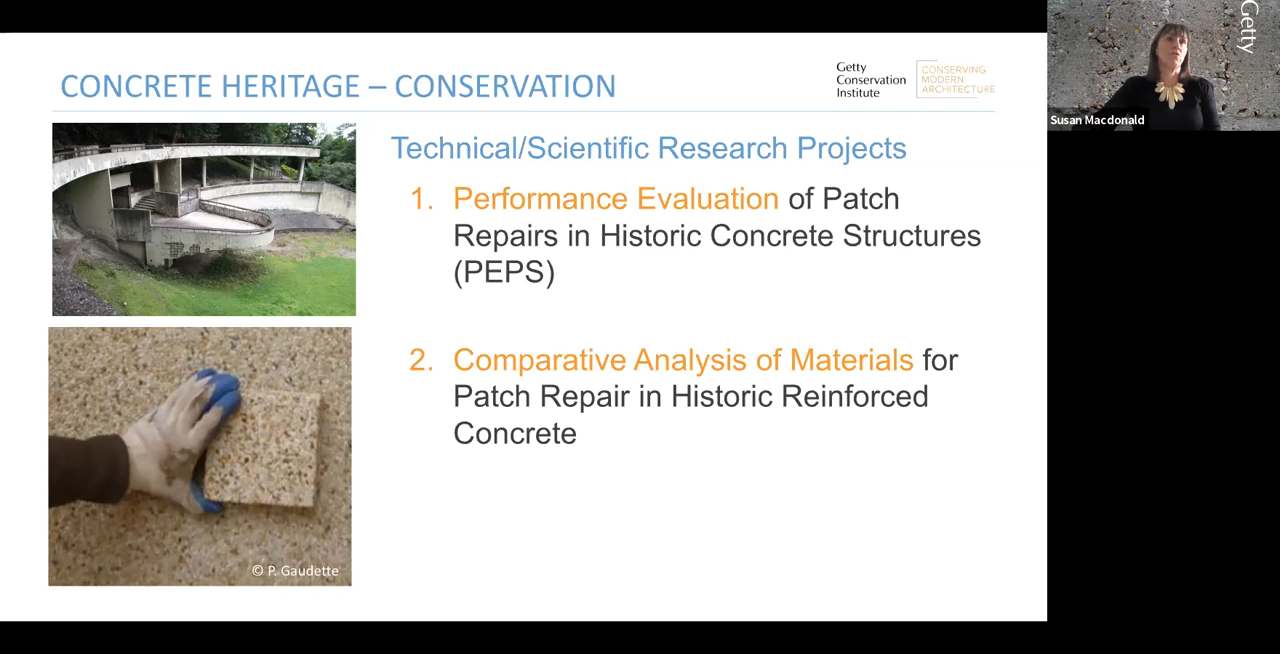 CONCRETE HERITAGE – CONSERVATION
Getty
Conservation
Institute
CONSERVING
MODERN
ARCHITECTURE
Getty
Susan Macdonald
Technical/Scientific Research Projects
1. Performance Evaluation of Patch
Repairs in Historic Concrete Structures
(PEPS)
2. Comparative Analysis of Materials for
Patch Repair in Historic Reinforced
Concrete
© P. Gaudette